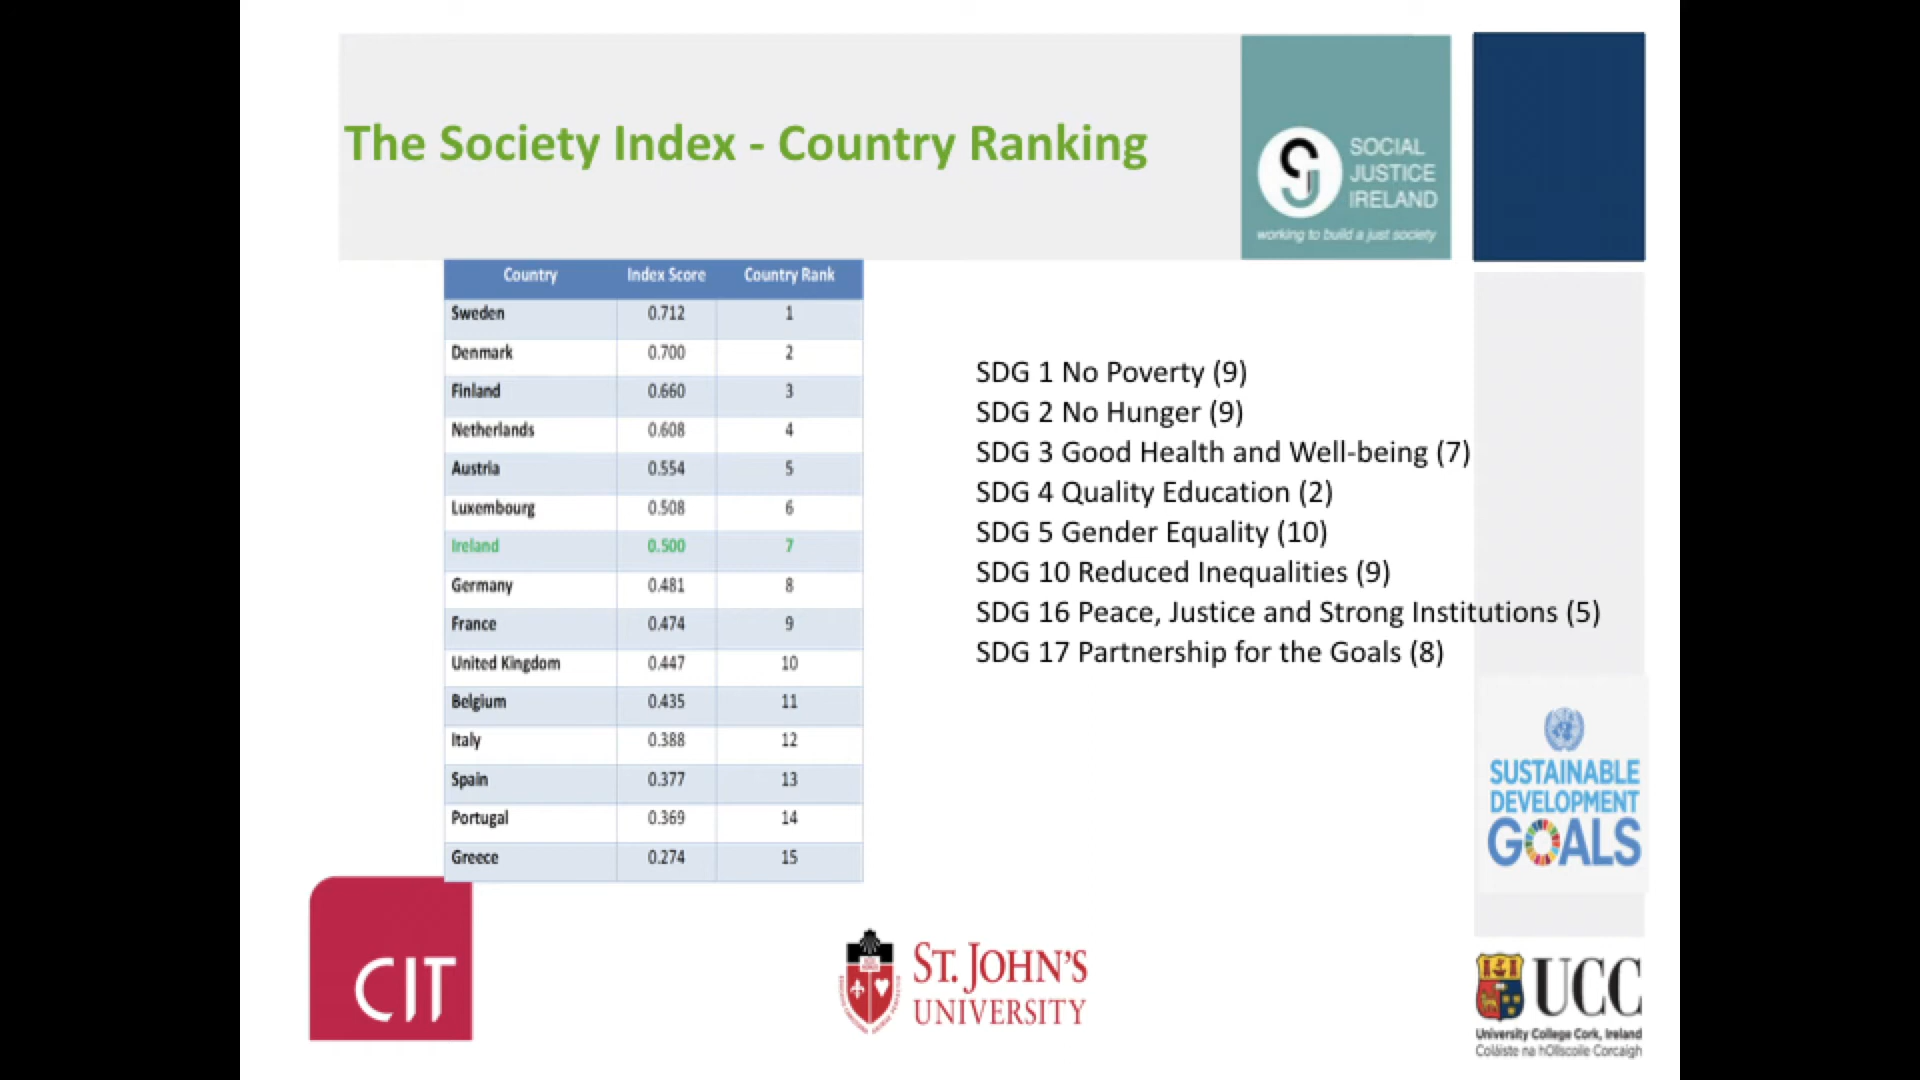 The Society Index - Country Ranking
SOCIAL
JUSTICE
IRELAND
working to build a just society
Country Index Score Country Rank
Sweden 0.712 1
Denmark 0.700 2
Finland 0.660 3
Netherlands 0.608 4
Austria 0.554 5
Luxembourg 0.508 6
Ireland 0.500 7
Germany 0.481 8
France 0.474 9
United Kingdom 0.447 10
Belgium 0.435 11
Italy 0.388 12
Spain 0.377 13
Portugal 0.369 14
Greece 0.274 15
SDG 1 No Poverty (9)
SDG 2 No Hunger (9)
SDG 3 Good Health and Well-being (7)
SDG 4 Quality Education (2)
SDG 5 Gender Equality (10)
SDG 10 Reduced Inequalities (9)
SDG 16 Peace, Justice and Strong Institutions (5)
SDG 17 Partnership for the Goals (8)
SUSTAINABLE
DEVELOPMENT
GOALS
CIT
ST. JOHN'S
UNIVERSITY
UCC
University College Cork, Ireland
Coláiste na hOllscoile Corcaigh